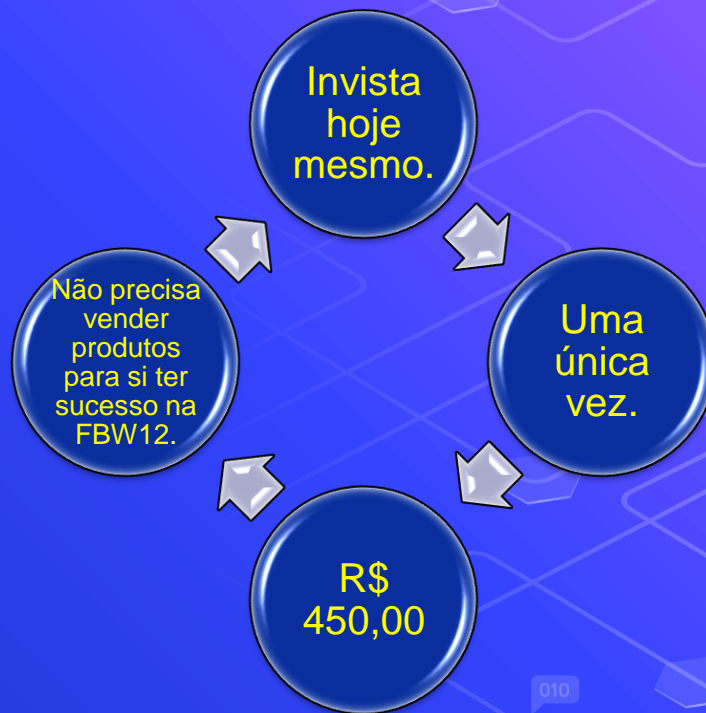 Invista
hoje
mesmo.
Uma
única
vez.
R$
450,00
Não precisa
vender
produtos
para si ter
sucesso na
FBW12.
010